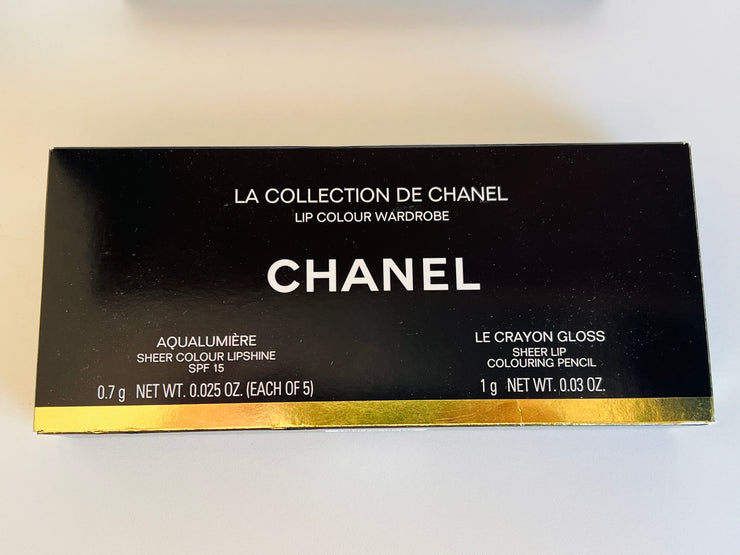 LA COLLECTION DE CHANEL
LIP COLOUR WARDROBE
CHANEL
AQUALUMIÈRE
SHEER COLOUR LIPSHINE
SPF 15
0.7 g NET WT. 0.025 OZ. (EACH OF 5)
LE CRAYON GLOSS
SHEER LIP
COLOURING PENCIL
1 g NET WT. 0.03 OZ.